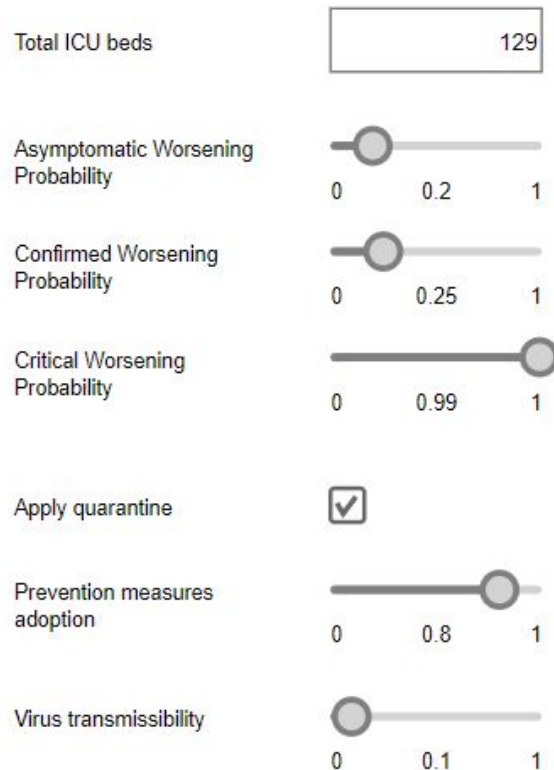 Total ICU beds 129
Asymptomatic Worsening
Probability
0 0.2 1
Confirmed Worsening
Probability
0 0.25 1
Critical Worsening
Probability
0 0.99 1
Apply quarantine
Prevention measures
adoption
0 0.8 1
Virus transmissibility
0 0.1 1